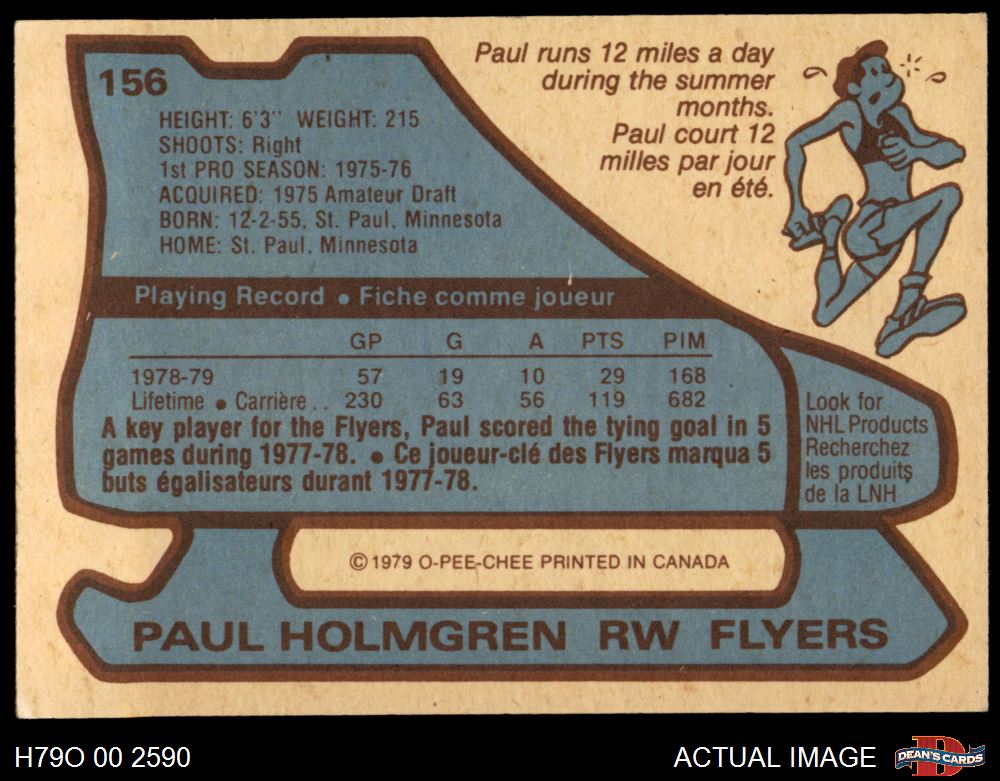 156
HEIGHT: 6'3" WEIGHT: 215
SHOOTS: Right
1st PRO SEASON: 1975-76
ACQUIRED: 1975 Amateur Draft
BORN: 12-2-55, St. Paul, Minnesota
HOME: St. Paul, Minnesota
Paul runs 12 miles a day
during the summer
months.
Paul court 12
milles par jour
en été.
Playing Record • Fiche comme joueur
GP G A PTS PIM
1978-79 57 19 10 29 168
Lifetime • Carrière . . 230 63 56 119 682
A key player for the Flyers, Paul scored the tying goal in 5
games during 1977-78. • Ce joueur-clé des Flyers marqua 5
buts égalisateurs durant 1977-78.
Look for
NHL Products
Recherchez
les produits
de la LNH
© 1979 O-PEE-CHEE PRINTED IN CANADA
PAUL HOLMGREN RW FLYERS
H79O 00 2590
ACTUAL IMAGE
D
DEAN'S CARDS